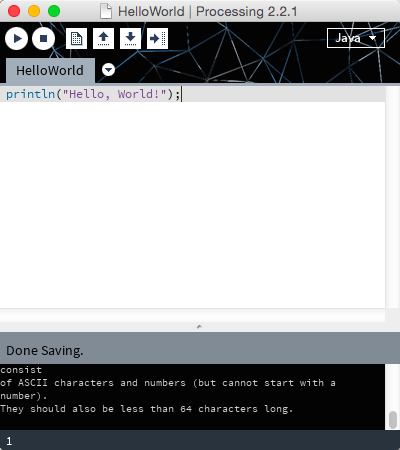 HelloWorld | Processing 2.2.1
Java
HelloWorld
println("Hello, World!");
Done Saving.
consist
of ASCII characters and numbers (but cannot start with a
number).
They should also be less than 64 characters long.
1